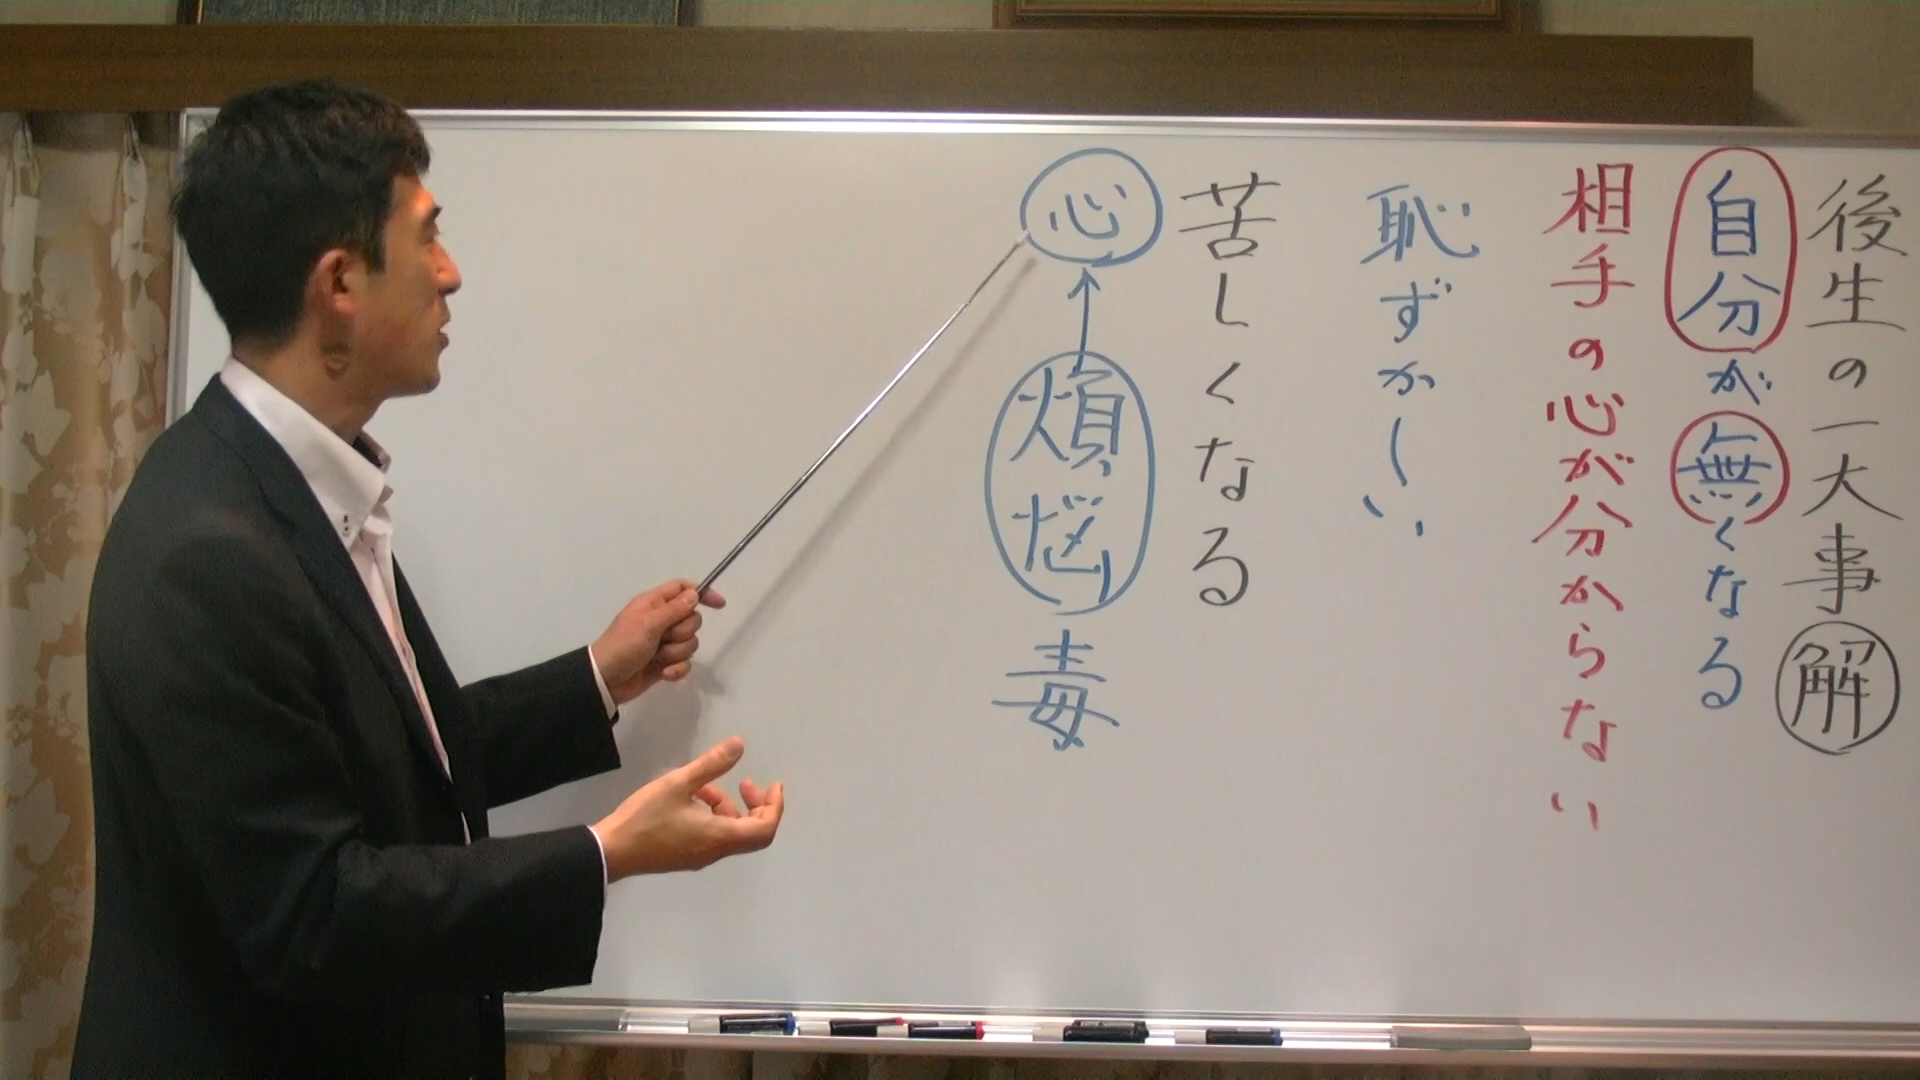 後生の一大事解
自分が無くなる
相手の心が分からない
恥ずかしい
苦しくなる
心
煩悩
毒